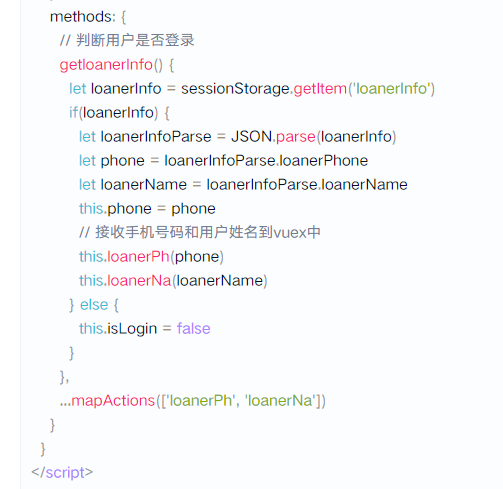 methods: {
// 判断用户是否登录
getloanerInfo() {
let loanerInfo = sessionStorage.getItem('loanerInfo')
if(loanerInfo) {
let loanerInfoParse = JSON.parse(loanerInfo)
let phone = loanerInfoParse.loanerPhone
let loanerName = loanerInfoParse.loanerName
this.phone = phone
// 接收手机号码和用户姓名到vuex中
this.loanerPh(phone)
this.loanerNa(loanerName)
} else {
this.isLogin = false
}
},
...mapActions(['loanerPh', 'loanerNa'])
}
}
</script>